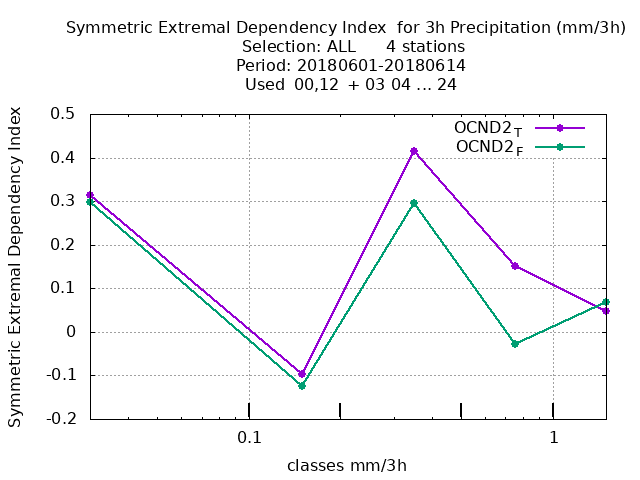 Symmetric Extremal Dependency Index  for 3h Precipitation (mm/3h)
Selection: ALL      4 stations
Period: 20180601-20180614
Used  00,12  + 03 04 ... 24
Symmetric Extremal Dependency Index
0.5
0.4
0.3
0.2
0.1
0
-0.1
-0.2
OCND2T
OCND2F
0.1
1
classes mm/3h